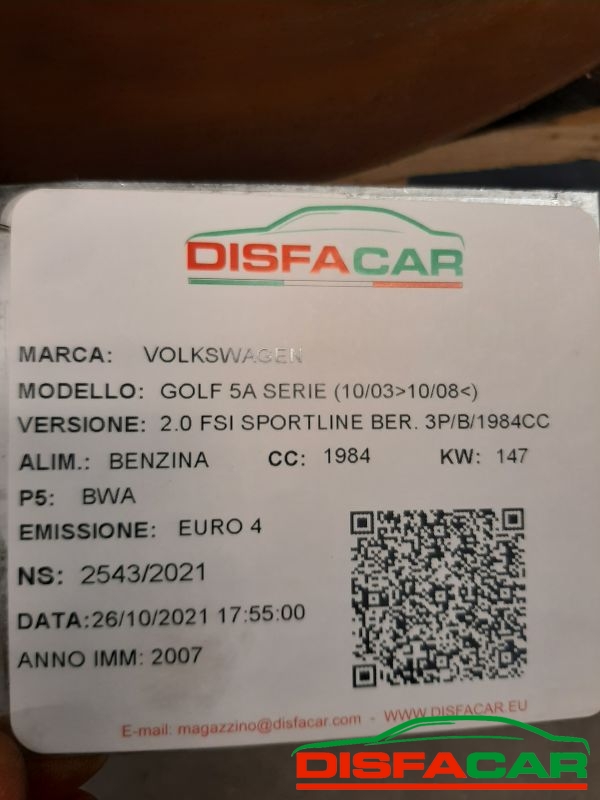 DISFACAR
MARCA: VOLKSWAGEN
MODELLO: GOLF 5A SERIE (10/03>10/08<)
VERSIONE: 2.0 FSI SPORTLINE BER. 3P/B/1984CC
ALIM.: BENZINA CC: 1984 KW: 147
P5: BWA
EMISSIONE: EURO 4
NS: 2543/2021
DATA:26/10/2021 17:55:00
ANNO IMM: 2007
E-mail: magazzino@disfacar.com - WWW.DISFACAR.EU
DISFACAR